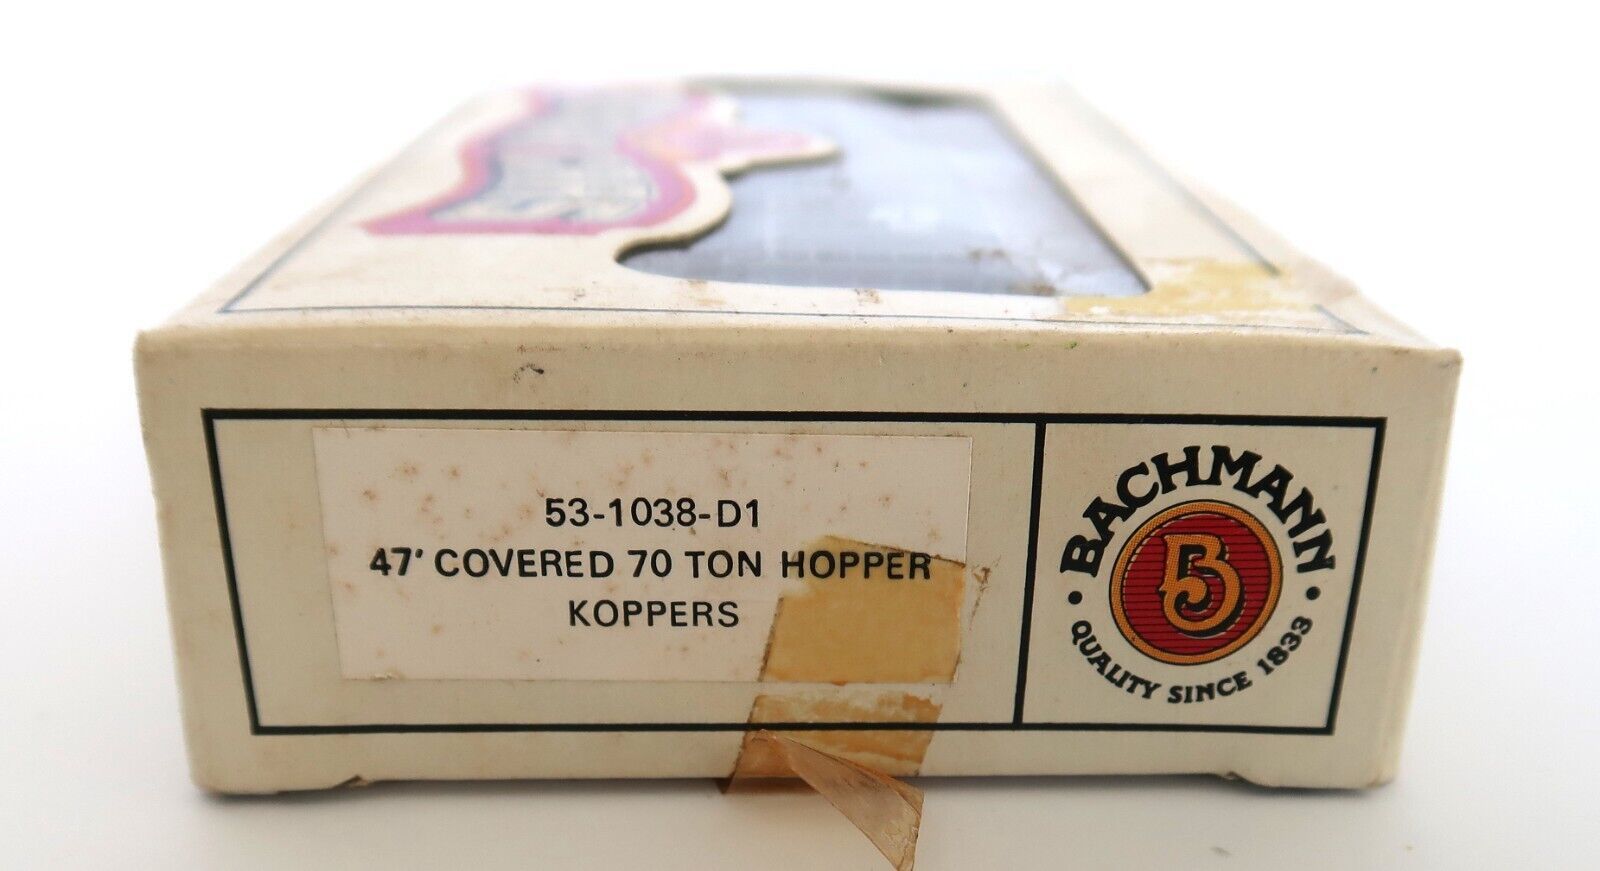 53-1038-D1
47' COVERED 70 TON HOPPER
KOPPERS
BACHMANN
B
• QUALITY SINCE 1833 •